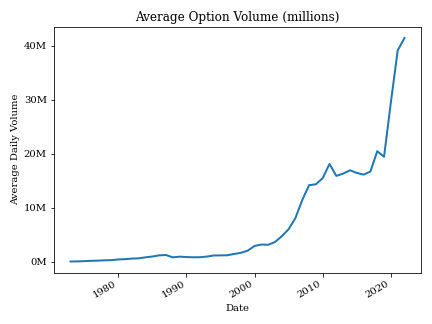 Average Option Volume (millions)
40M
30M
20M
10M
0M
Average Daily Volume
1980
1990
2000
2010
2020
Date